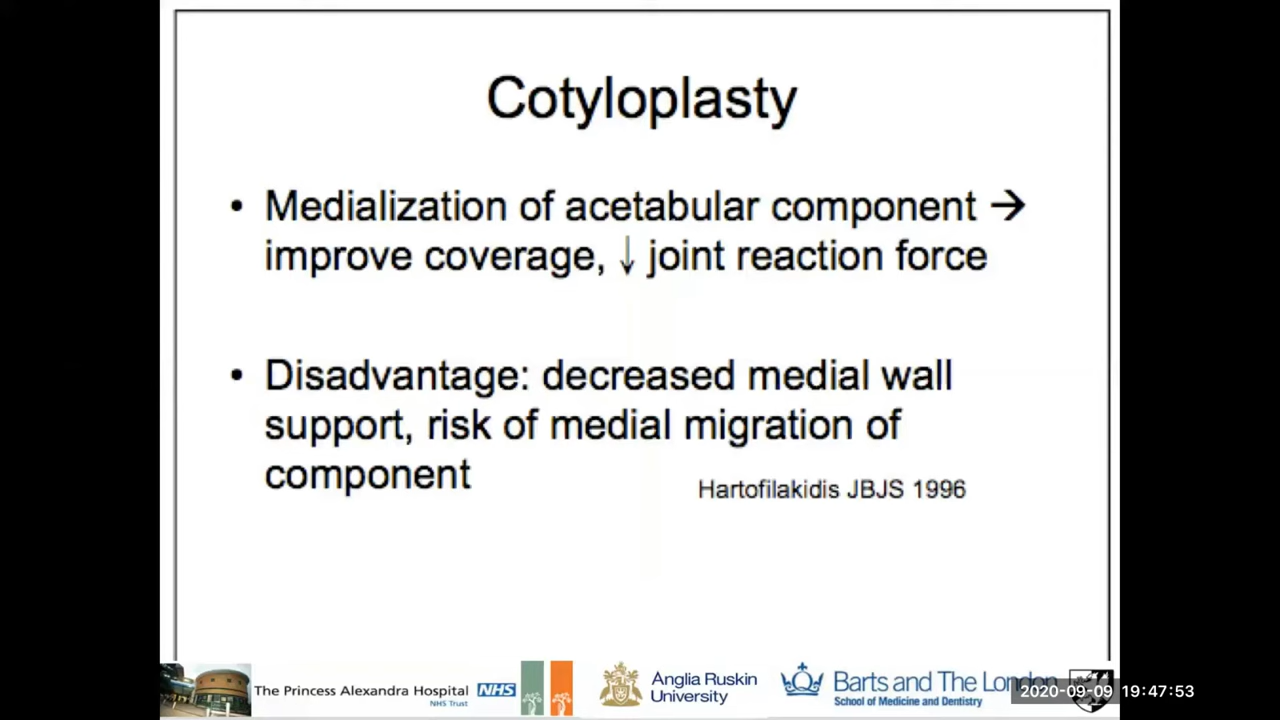 Cotyloplasty
• Medialization of acetabular component →
improve coverage, ↓ joint reaction force
• Disadvantage: decreased medial wall
support, risk of medial migration of
component
Hartofilakidis JBJS 1996
The Princess Alexandra Hospital NHS
NHS Trust
Anglia Ruskin
University
Barts and The London
School of Medicine and Dentistry
2020-09-09 19:47:53